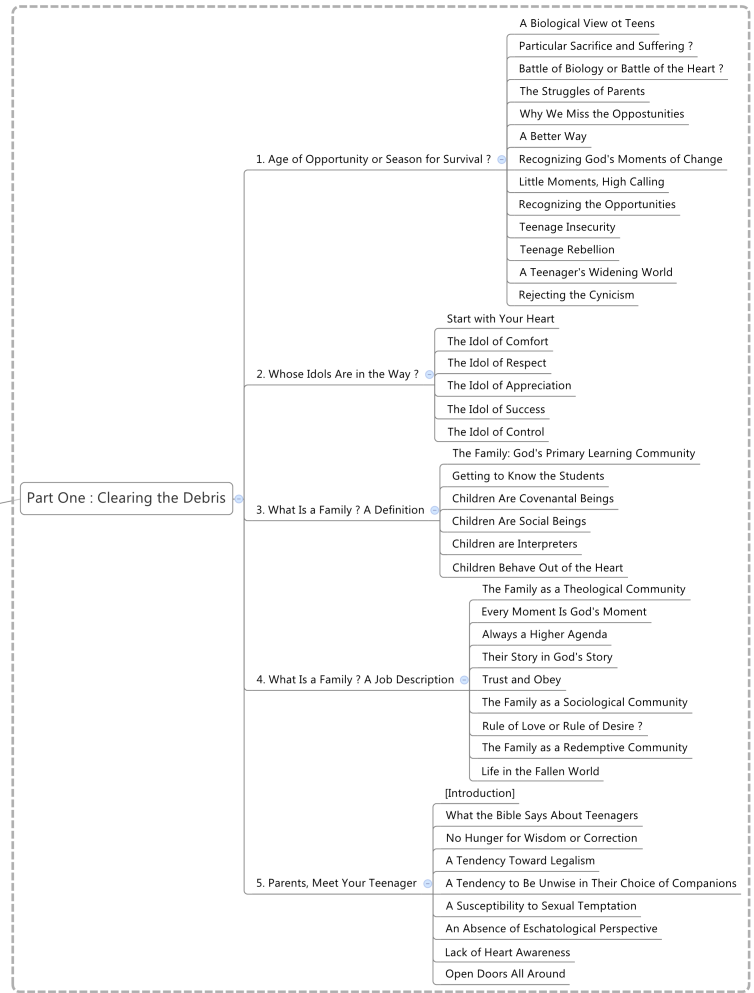 Part One : Clearing the Debris
1. Age of Opportunity or Season for Survival ?
A Biological View ot Teens
Particular Sacrifice and Suffering ?
Battle of Biology or Battle of the Heart ?
The Struggles of Parents
Why We Miss the Oppostunities
A Better Way
Recognizing God's Moments of Change
Little Moments, High Calling
Recognizing the Opportunities
Teenage Insecurity
Teenage Rebellion
A Teenager's Widening World
Rejecting the Cynicism
2. Whose Idols Are in the Way ?
Start with Your Heart
The Idol of Comfort
The Idol of Respect
The Idol of Appreciation
The Idol of Success
The Idol of Control
3. What Is a Family ? A Definition
The Family: God's Primary Learning Community
Getting to Know the Students
Children Are Covenantal Beings
Children Are Social Beings
Children are Interpreters
Children Behave Out of the Heart
4. What Is a Family ? A Job Description
The Family as a Theological Community
Every Moment Is God's Moment
Always a Higher Agenda
Their Story in God's Story
Trust and Obey
The Family as a Sociological Community
Rule of Love or Rule of Desire ?
The Family as a Redemptive Community
Life in the Fallen World
5. Parents, Meet Your Teenager
[Introduction]
What the Bible Says About Teenagers
No Hunger for Wisdom or Correction
A Tendency Toward Legalism
A Tendency to Be Unwise in Their Choice of Companions
A Susceptibility to Sexual Temptation
An Absence of Eschatological Perspective
Lack of Heart Awareness
Open Doors All Around